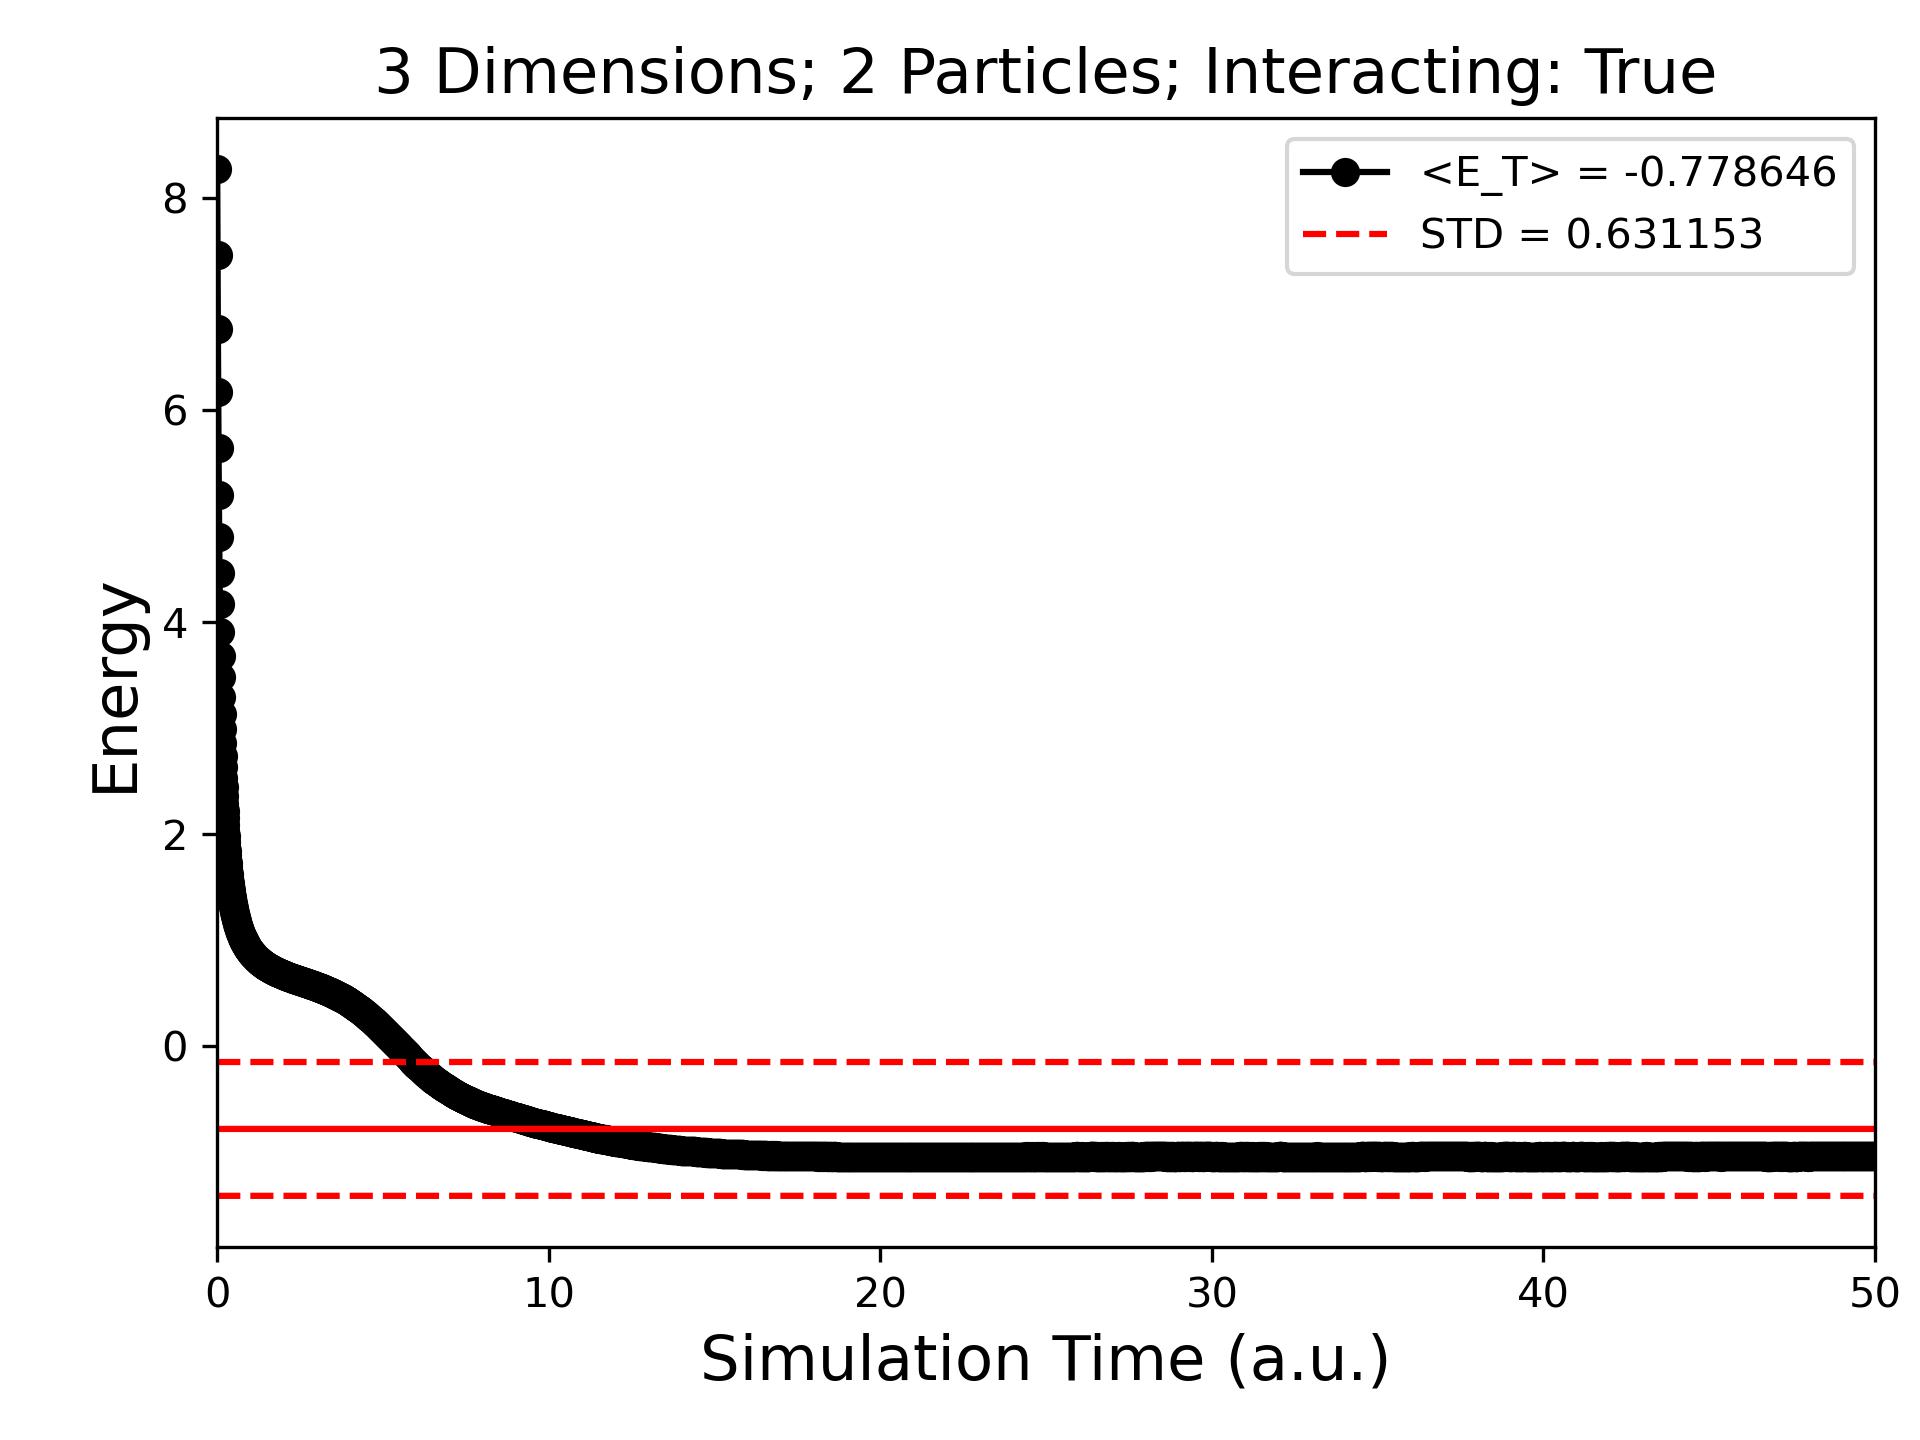 3 Dimensions; 2 Particles; Interacting: True
<E_T> = -0.778646
STD = 0.631153
8
6
4
2
0
Energy
0
10
20
30
40
50
Simulation Time (a.u.)